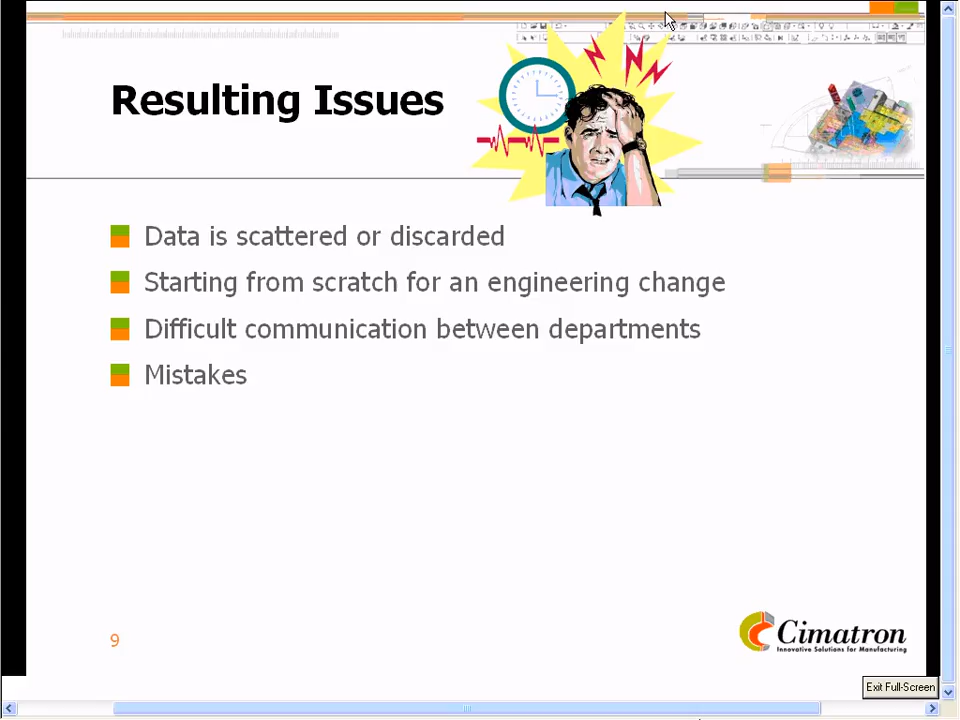 Resulting Issues
Data is scattered or discarded
Starting from scratch for an engineering change
Difficult communication between departments
Mistakes
9
Cimatron
Innovative Solutions for Manufacturing
Exit Full-Screen